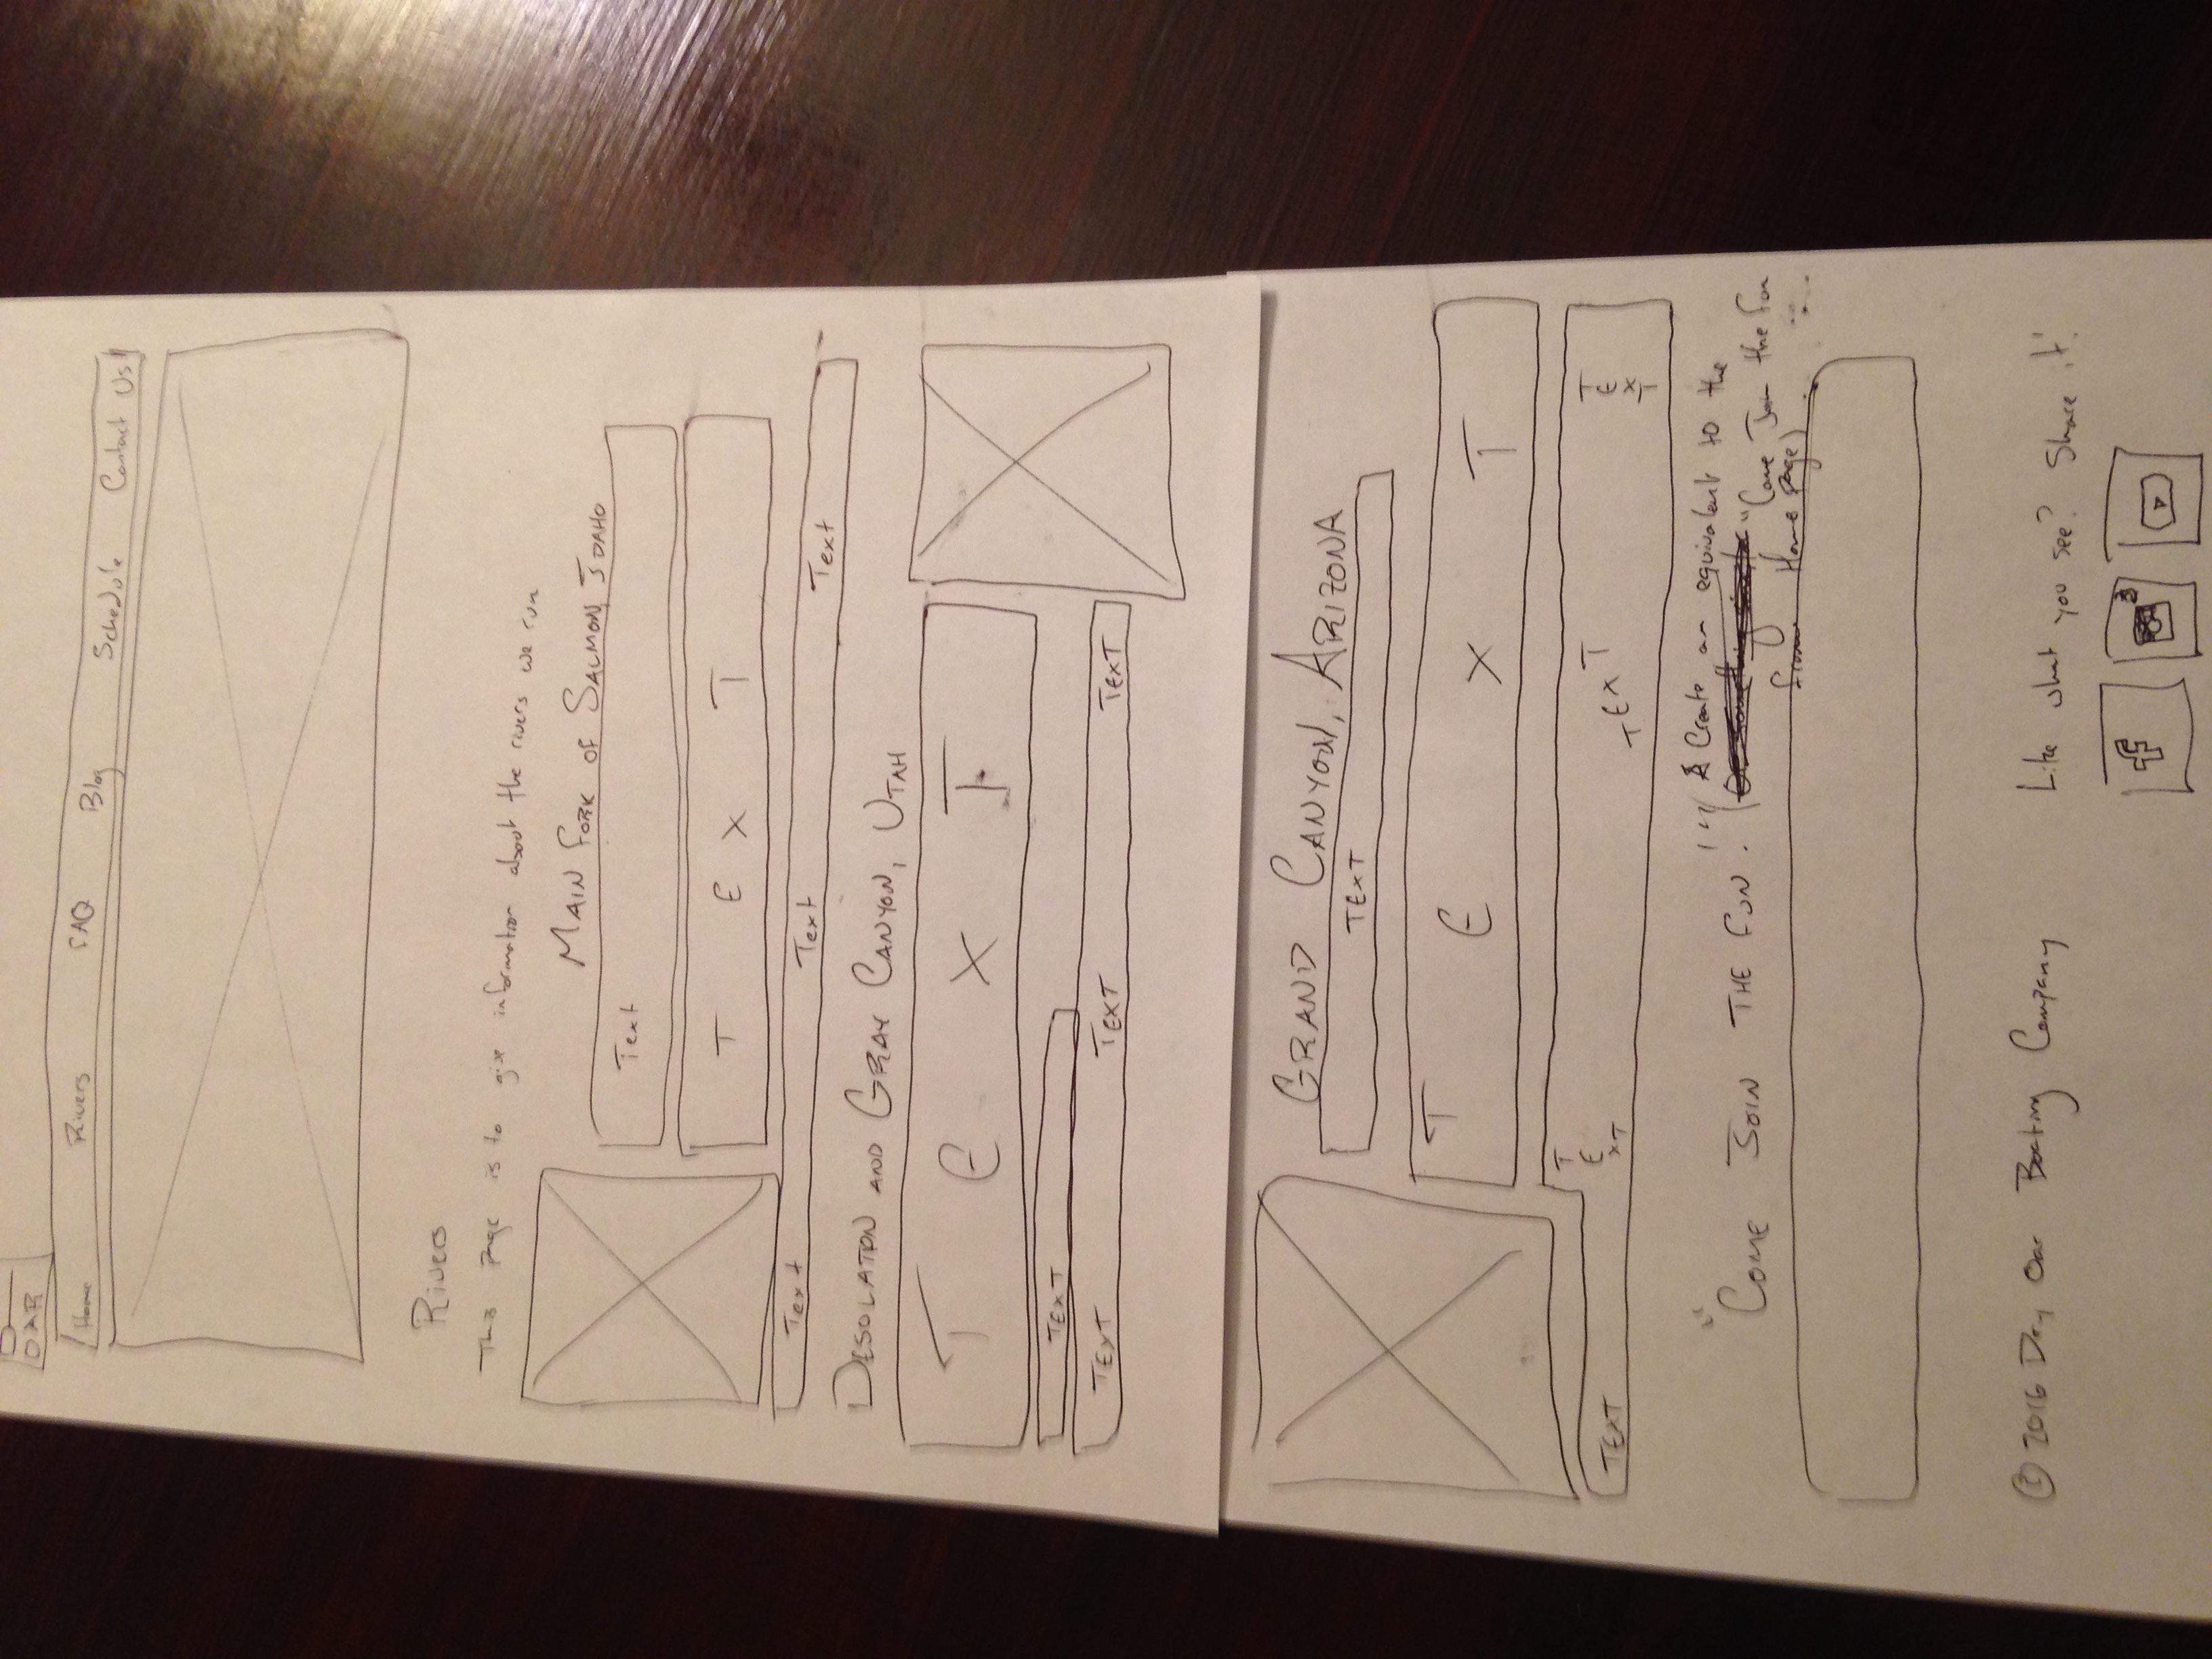 OAR
Home Rivers FAQ Blog Schedule Contact Us
Rivers
This page is to give information about the rivers we run
MAIN FORK OF SALMON, IDAHO
Text
TEXT
Text Text Text
DESOLATION AND GRAY CANYON, UTAH
TEXT
TEXT
TEXT TEXT TEXT
GRAND CANYON, ARIZONA
TEXT
TEXT
TEXT TEXT TEXT TEXT
"COME JOIN THE FUN!" (Create an equivalent to the
"Come Join the fun
from Home page)
© 2016 Dry Oar Boating Company
Like what you see? Share it!
f